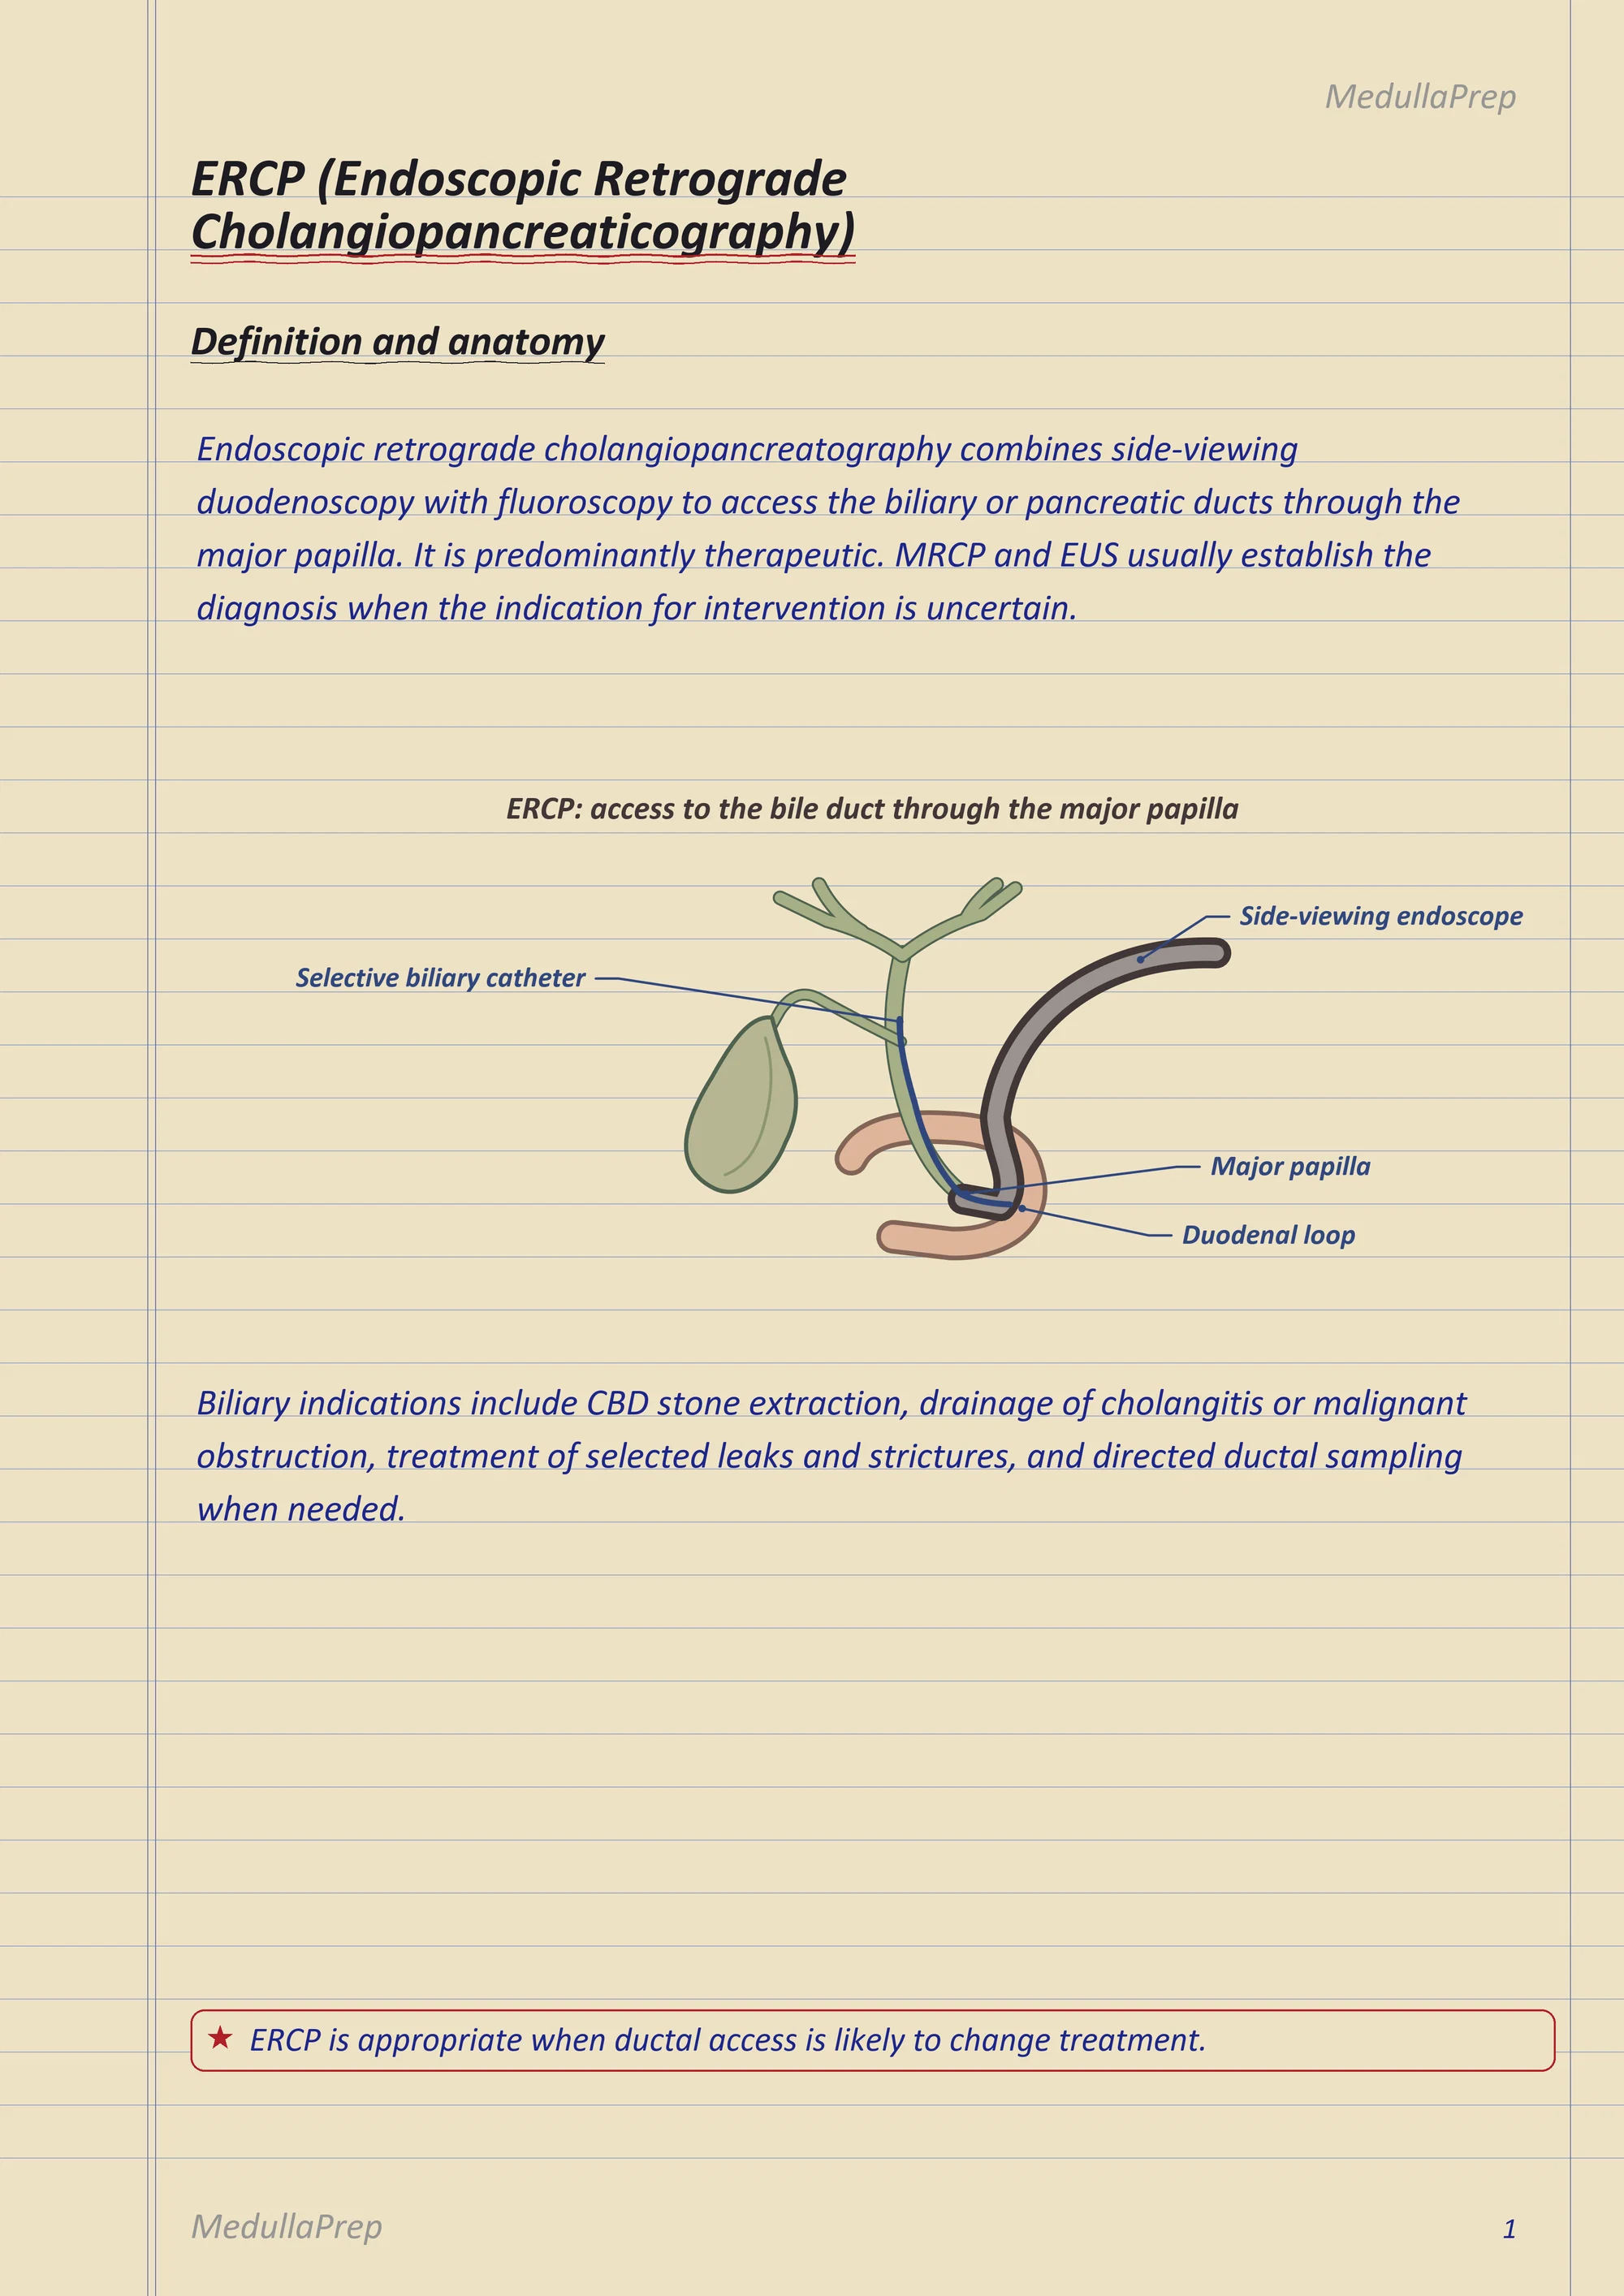 MedullaPrep
ERCP (Endoscopic Retrograde
Cholangiopancreaticography)
Definition and anatomy
Endoscopic retrograde cholangiopancreatography combines side-viewing
duodenoscopy with fluoroscopy to access the biliary or pancreatic ducts through the
major papilla. It is predominantly therapeutic. MRCP and EUS usually establish the
diagnosis when the indication for intervention is uncertain.
ERCP: access to the bile duct through the major papilla
Side-viewing endoscope
Selective biliary catheter
Major papilla
Duodenal loop
Biliary indications include CBD stone extraction, drainage of cholangitis or malignant
obstruction, treatment of selected leaks and strictures, and directed ductal sampling
when needed.
★ ERCP is appropriate when ductal access is likely to change treatment.
MedullaPrep
1